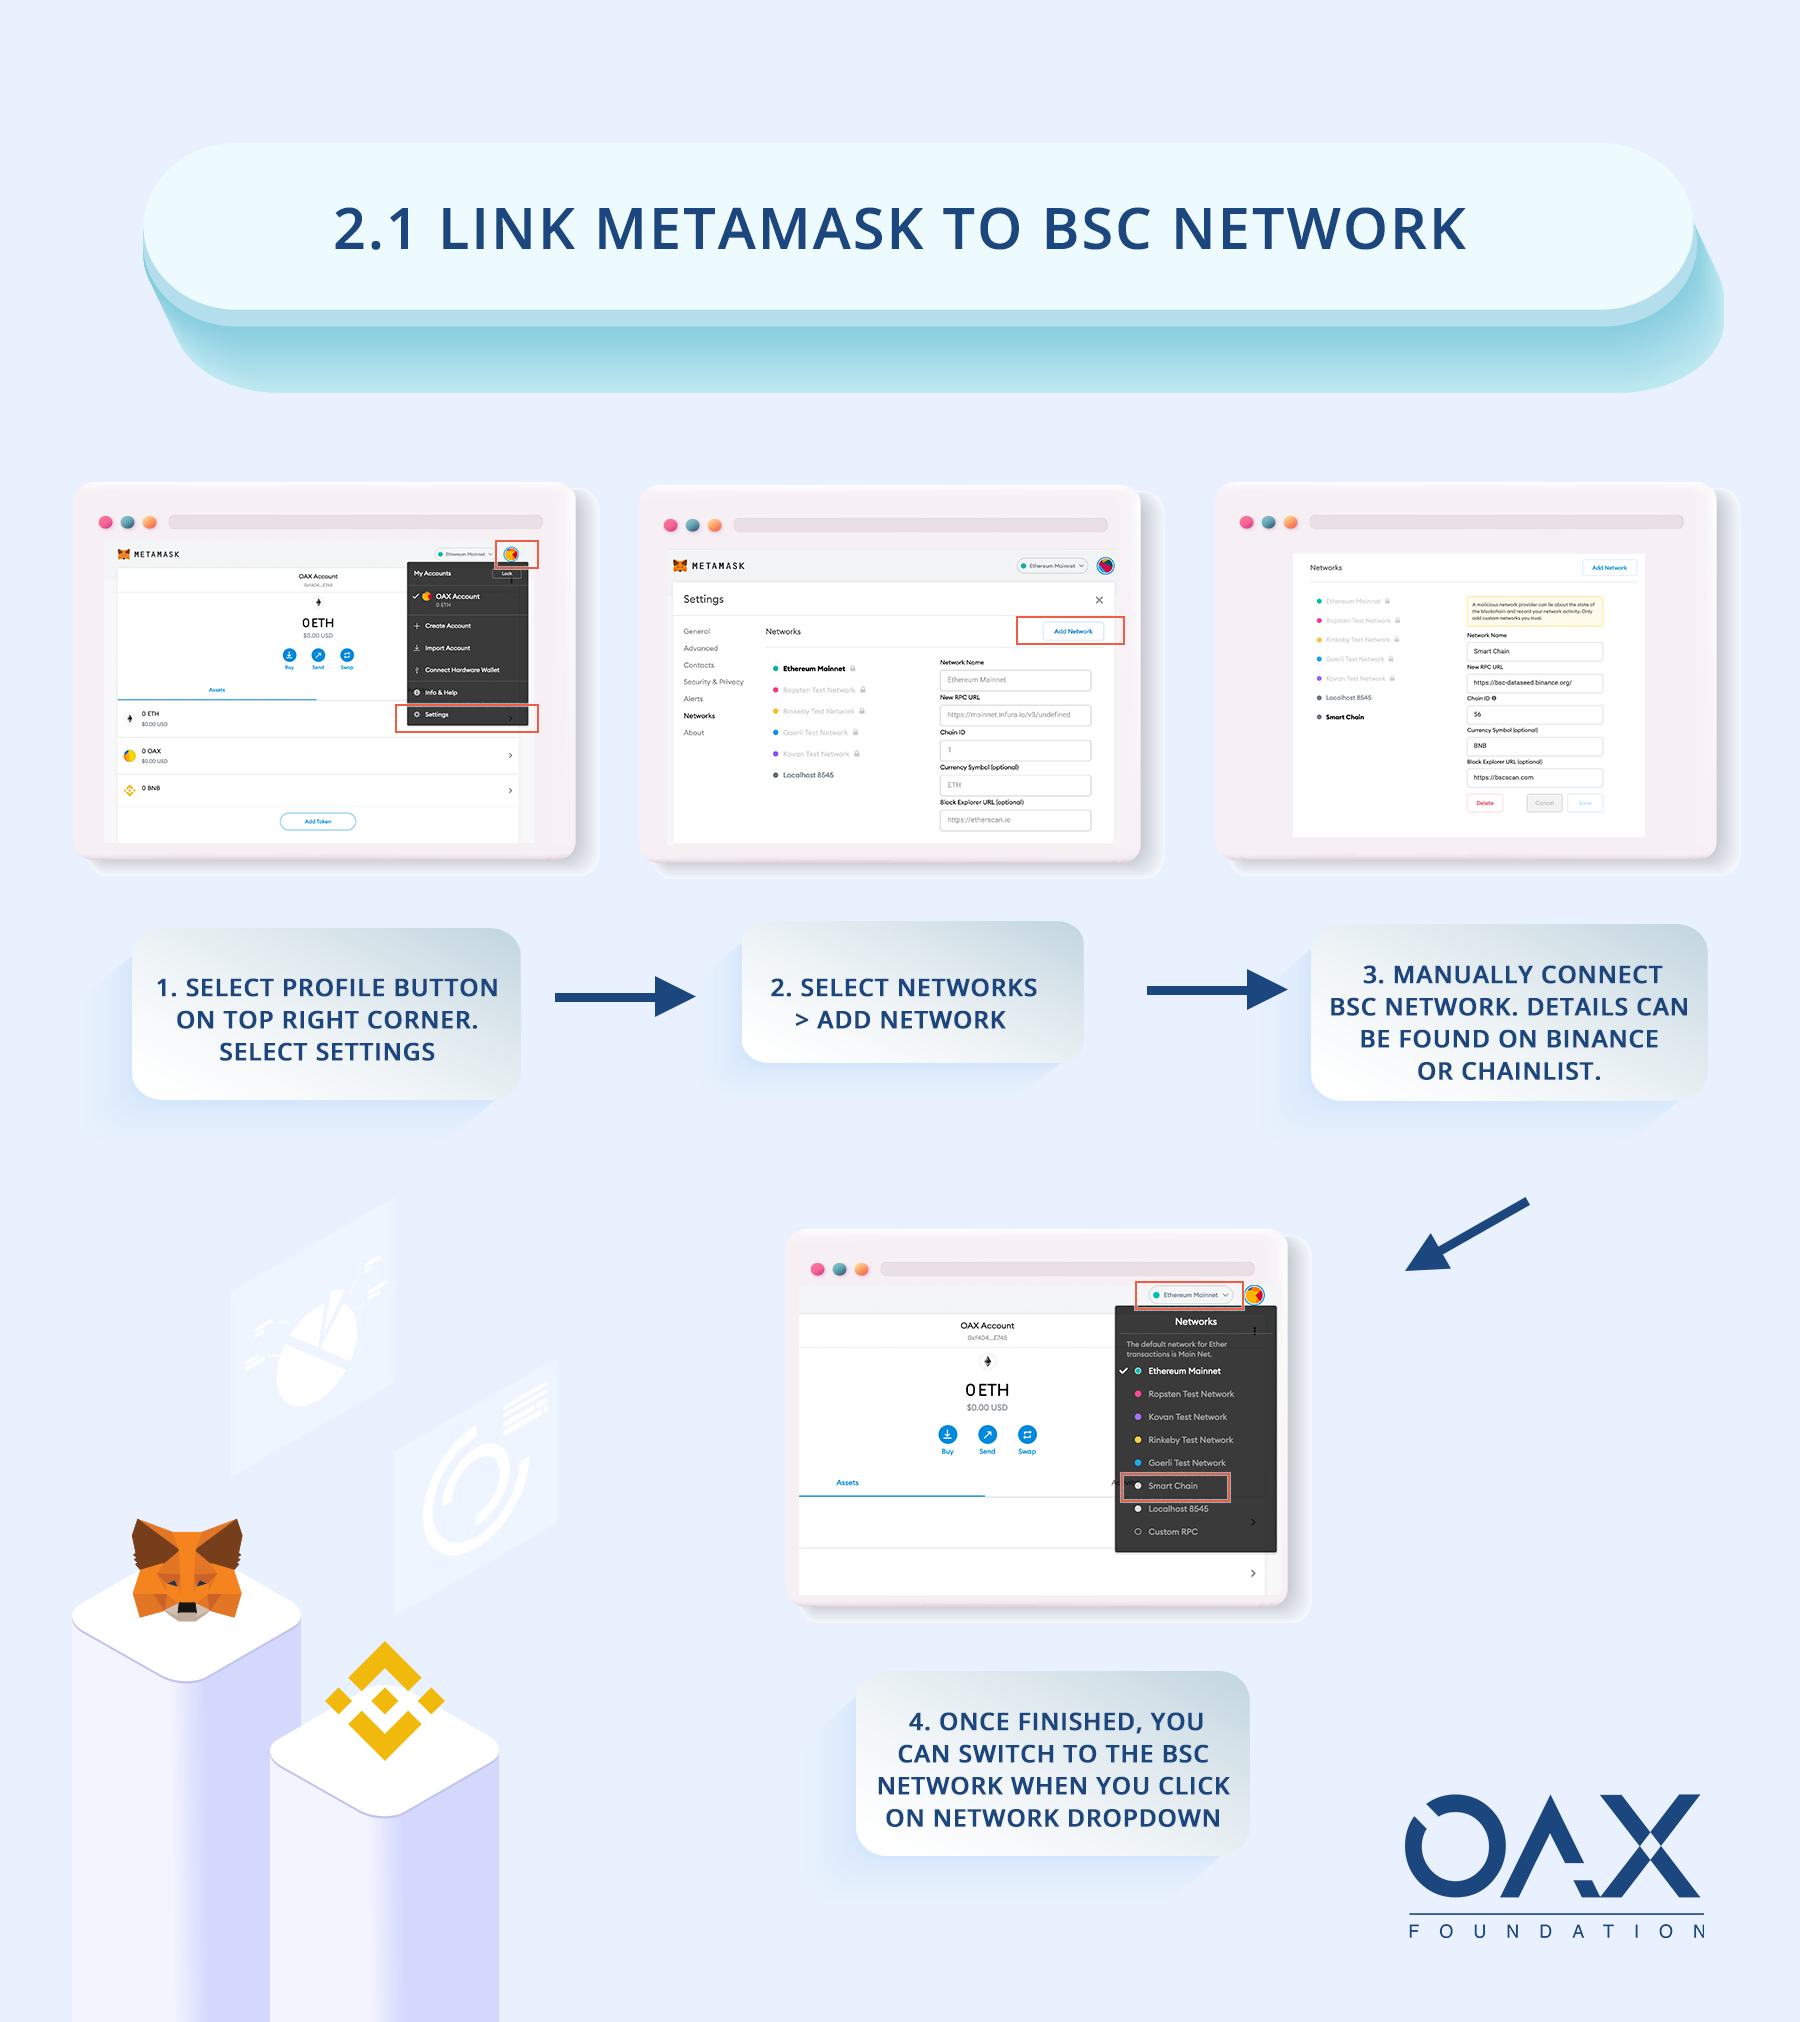 2.1 LINK METAMASK TO BSC NETWORK
METAMASK
Ethereum Mainnet
OAX Account
0xf404...E745
0 ETH
$0.00 USD
Buy
Send
Swap
Assets
0 ETH
$0.00 USD
0 OAX
$0.00 USD
0 BNB
Add Token
My Accounts
Lock
OAX Account
0 ETH
Create Account
Import Account
Connect Hardware Wallet
Info & Help
Settings
METAMASK
Ethereum Mainnet
Settings
General
Advanced
Contacts
Security & Privacy
Alerts
Networks
About
Networks
Add Network
Ethereum Mainnet
Ropsten Test Network
Rinkeby Test Network
Goerli Test Network
Kovan Test Network
Localhost 8545
Network Name
Ethereum Mainnet
New RPC URL
https://mainnet.infura.io/v3/undefined
Chain ID
1
Currency Symbol (optional)
ETH
Block Explorer URL (optional)
https://etherscan.io
Networks
Add Network
Ethereum Mainnet
Ropsten Test Network
Rinkeby Test Network
Goerli Test Network
Kovan Test Network
Localhost 8545
Smart Chain
A malicious network provider can lie about the state of
the blockchain and record your network activity. Only
add custom networks you trust.
Network Name
Smart Chain
New RPC URL
https://bsc-dataseed.binance.org/
Chain ID
56
Currency Symbol (optional)
BNB
Block Explorer URL (optional)
https://bscscan.com
Delete
Cancel
Save
1. SELECT PROFILE BUTTON
ON TOP RIGHT CORNER.
SELECT SETTINGS
2. SELECT NETWORKS
> ADD NETWORK
3. MANUALLY CONNECT
BSC NETWORK. DETAILS CAN
BE FOUND ON BINANCE
OR CHAINLIST.
Ethereum Mainnet
OAX Account
0xf404...E745
0 ETH
$0.00 USD
Buy
Send
Swap
Assets
Networks
The default network for Ether
transactions is Main Net.
Ethereum Mainnet
Ropsten Test Network
Kovan Test Network
Rinkeby Test Network
Goerli Test Network
Smart Chain
Localhost 8545
Custom RPC
4. ONCE FINISHED, YOU
CAN SWITCH TO THE BSC
NETWORK WHEN YOU CLICK
ON NETWORK DROPDOWN
OAX
FOUNDATION